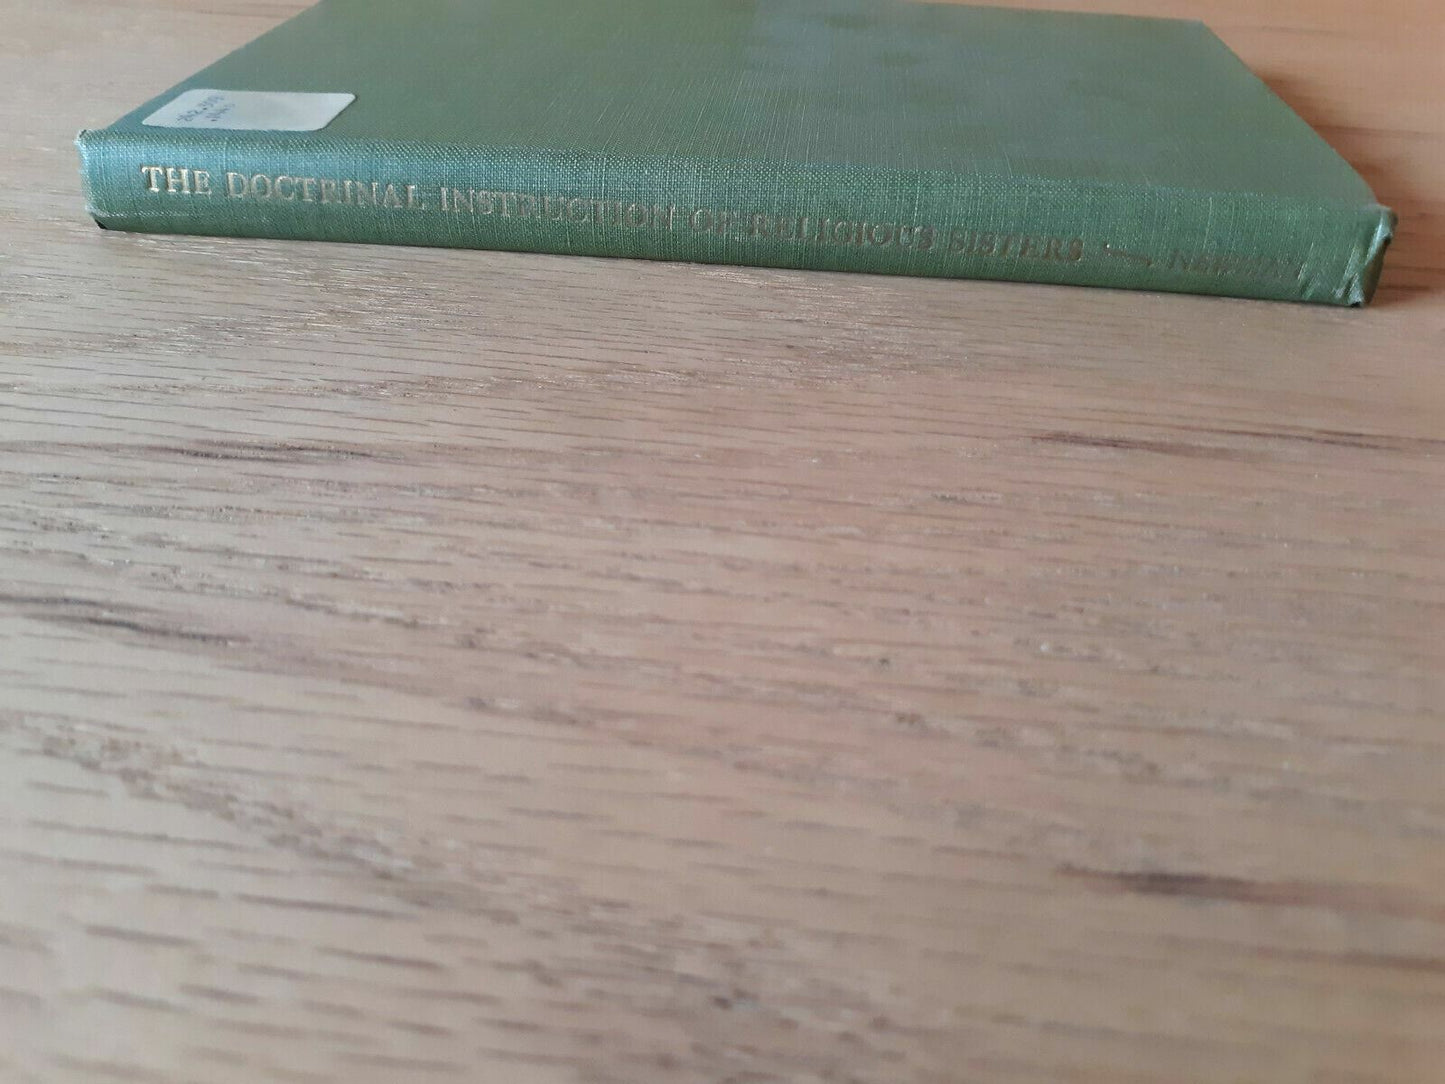 THE DOCTRINAL INSTRUCTION OF RELIGIOUS SISTERS